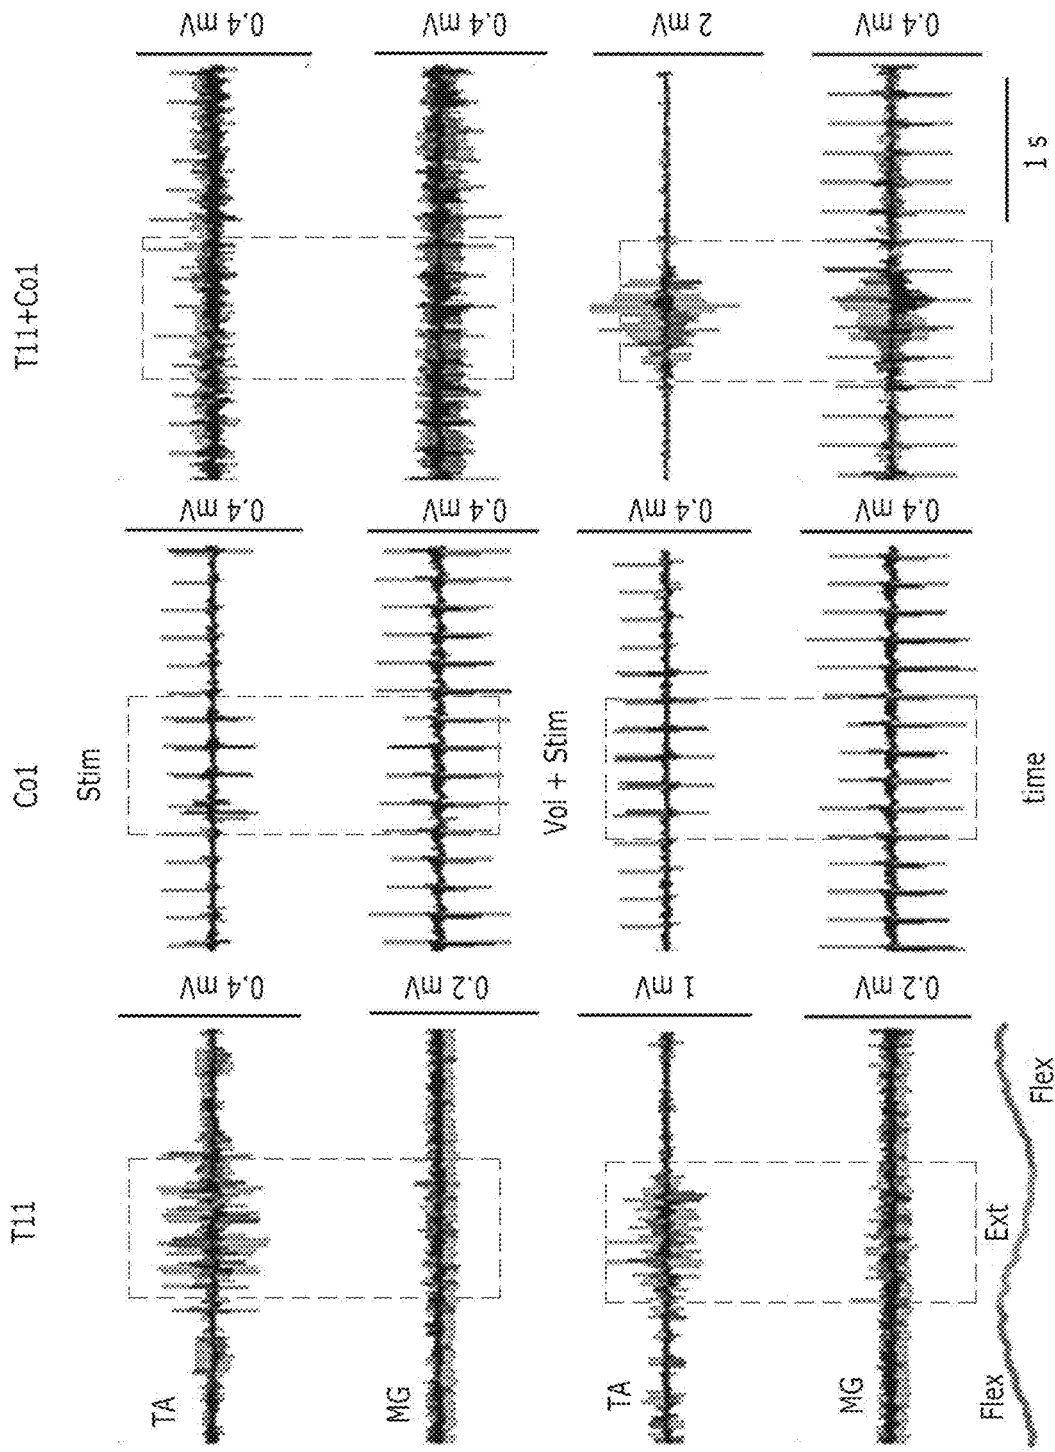 T11 Co1 T11+Co1
Stim
TA 0.4 mV 0.4 mV 0.4 mV
MG 0.2 mV 0.4 mV 0.4 mV
Vol + Stim
TA 1 mV 0.4 mV 2 mV
MG 0.2 mV 0.4 mV 0.4 mV
Flex Ext Flex time 1 s